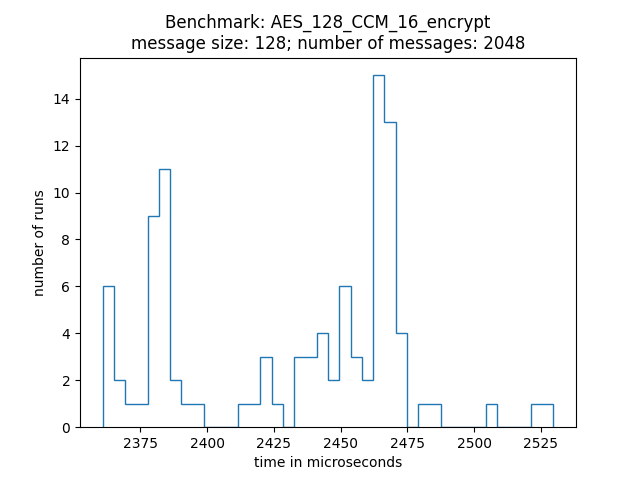 Benchmark: AES_128_CCM_16_encrypt
message size: 128; number of messages: 2048
number of runs
14
12
10
8
6
4
2
0
2375 2400 2425 2450 2475 2500 2525
time in microseconds